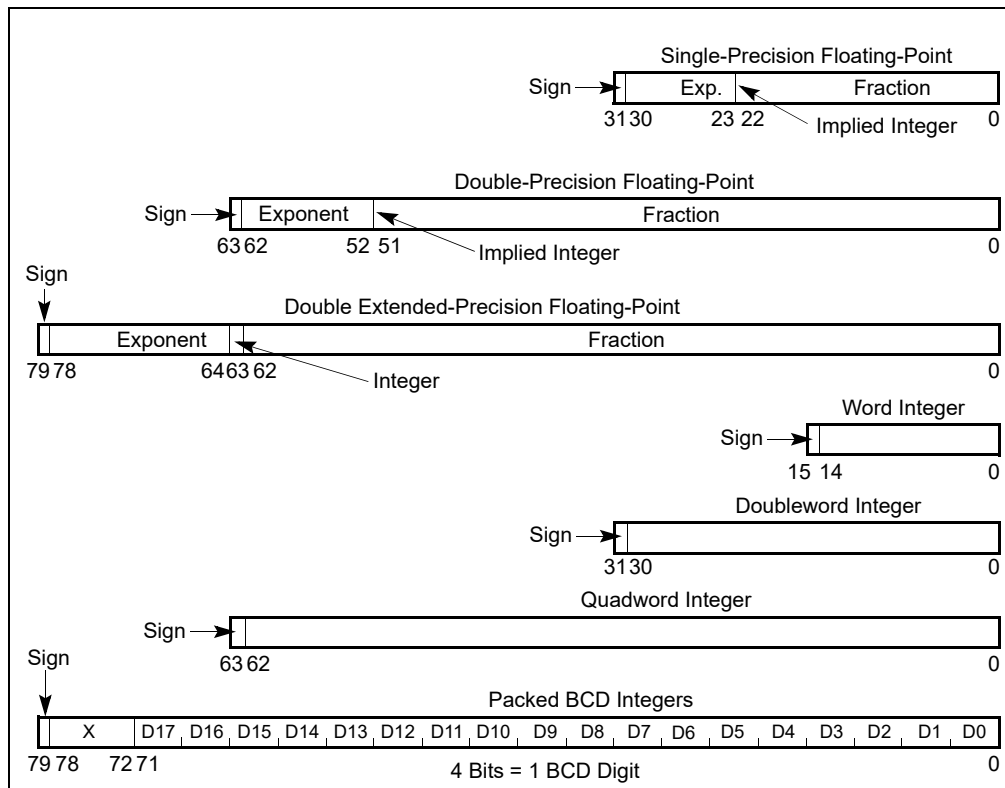 Single-Precision Floating-Point
Sign
Exp.
Fraction
31 30 23 22 0
Implied Integer
Double-Precision Floating-Point
Sign
Exponent
Fraction
63 62 52 51 0
Implied Integer
Sign
Double Extended-Precision Floating-Point
Exponent
Fraction
79 78 64 63 62 0
Integer
Word Integer
Sign
15 14 0
Doubleword Integer
Sign
31 30 0
Quadword Integer
Sign
63 62 0
Sign
Packed BCD Integers
X D17 D16 D15 D14 D13 D12 D11 D10 D9 D8 D7 D6 D5 D4 D3 D2 D1 D0
79 78 72 71 0
4 Bits = 1 BCD Digit